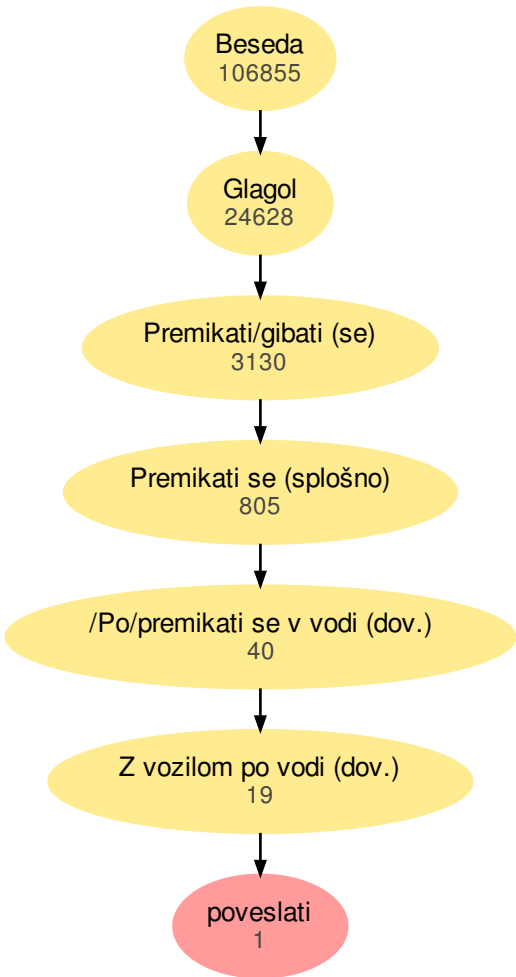 Beseda
106855
Glagol
24628
Premikati/gibati (se)
3130
Premikati se (splošno)
805
/Po/premikati se v vodi (dov.)
40
Z vozilom po vodi (dov.)
19
poveslati
1